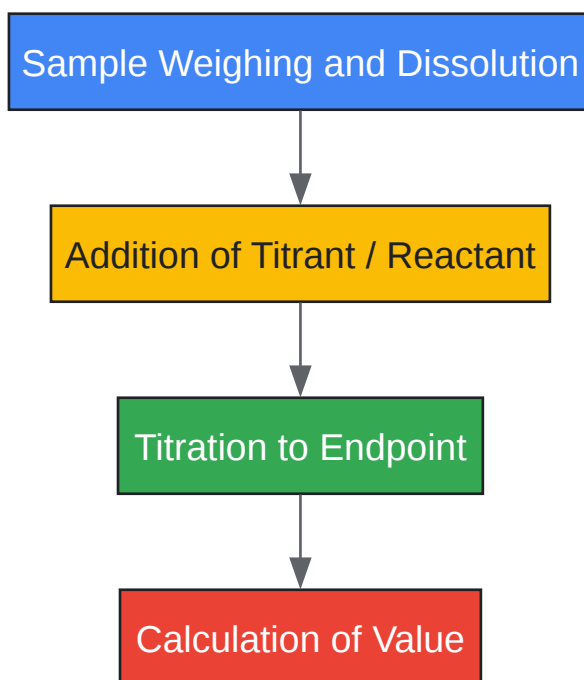 Sample Weighing and Dissolution
Addition of Titrant / Reactant
Titration to Endpoint
Calculation of Value